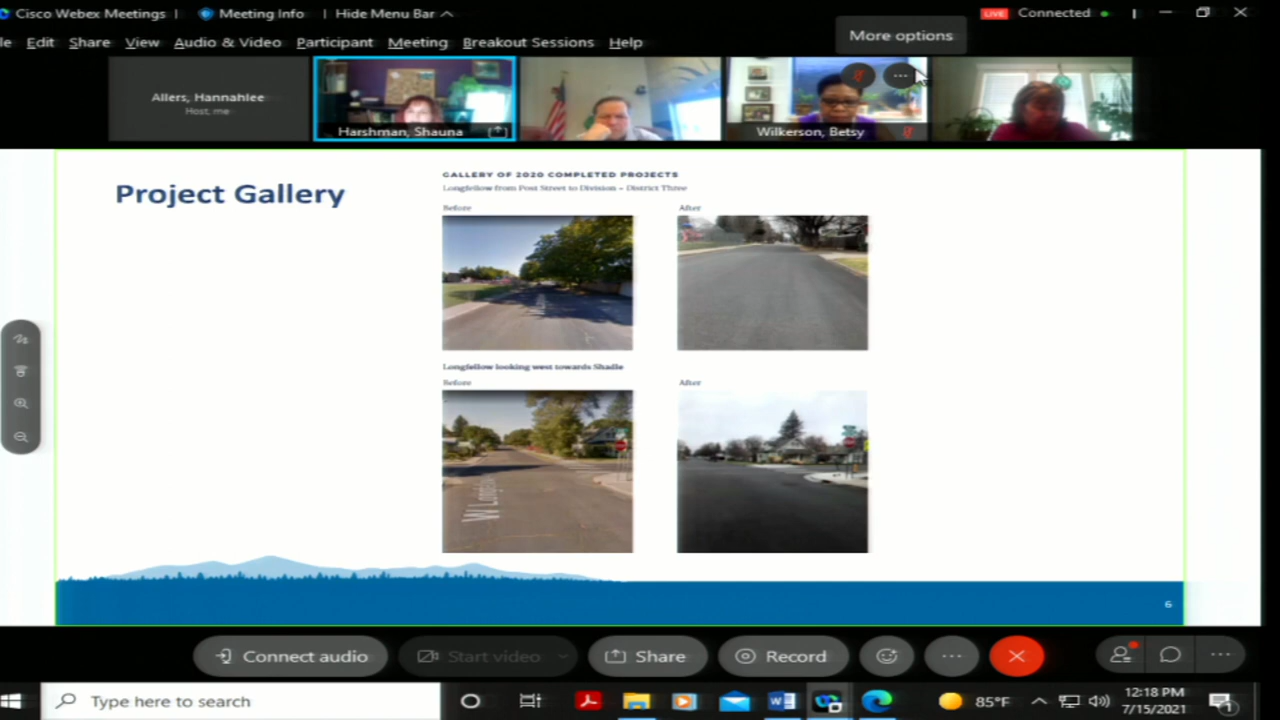 Cisco Webex Meetings
Meeting Info
Hide Menu Bar
LIVE
Connected
Edit
Share
View
Audio & Video
Participant
Meeting
Breakout Sessions
Help
More options
Allers, Hannahlee
Host, me
Harshman, Shauna
Wilkerson, Betsy
Project Gallery
GALLERY OF 2020 COMPLETED PROJECTS
Longfellow from Post Street to Division – District Three
Before
After
Longfellow looking west towards Shadle
Before
After
6
Connect audio
Start video
Share
Record
Type here to search
85°F
12:18 PM
7/15/2021
1